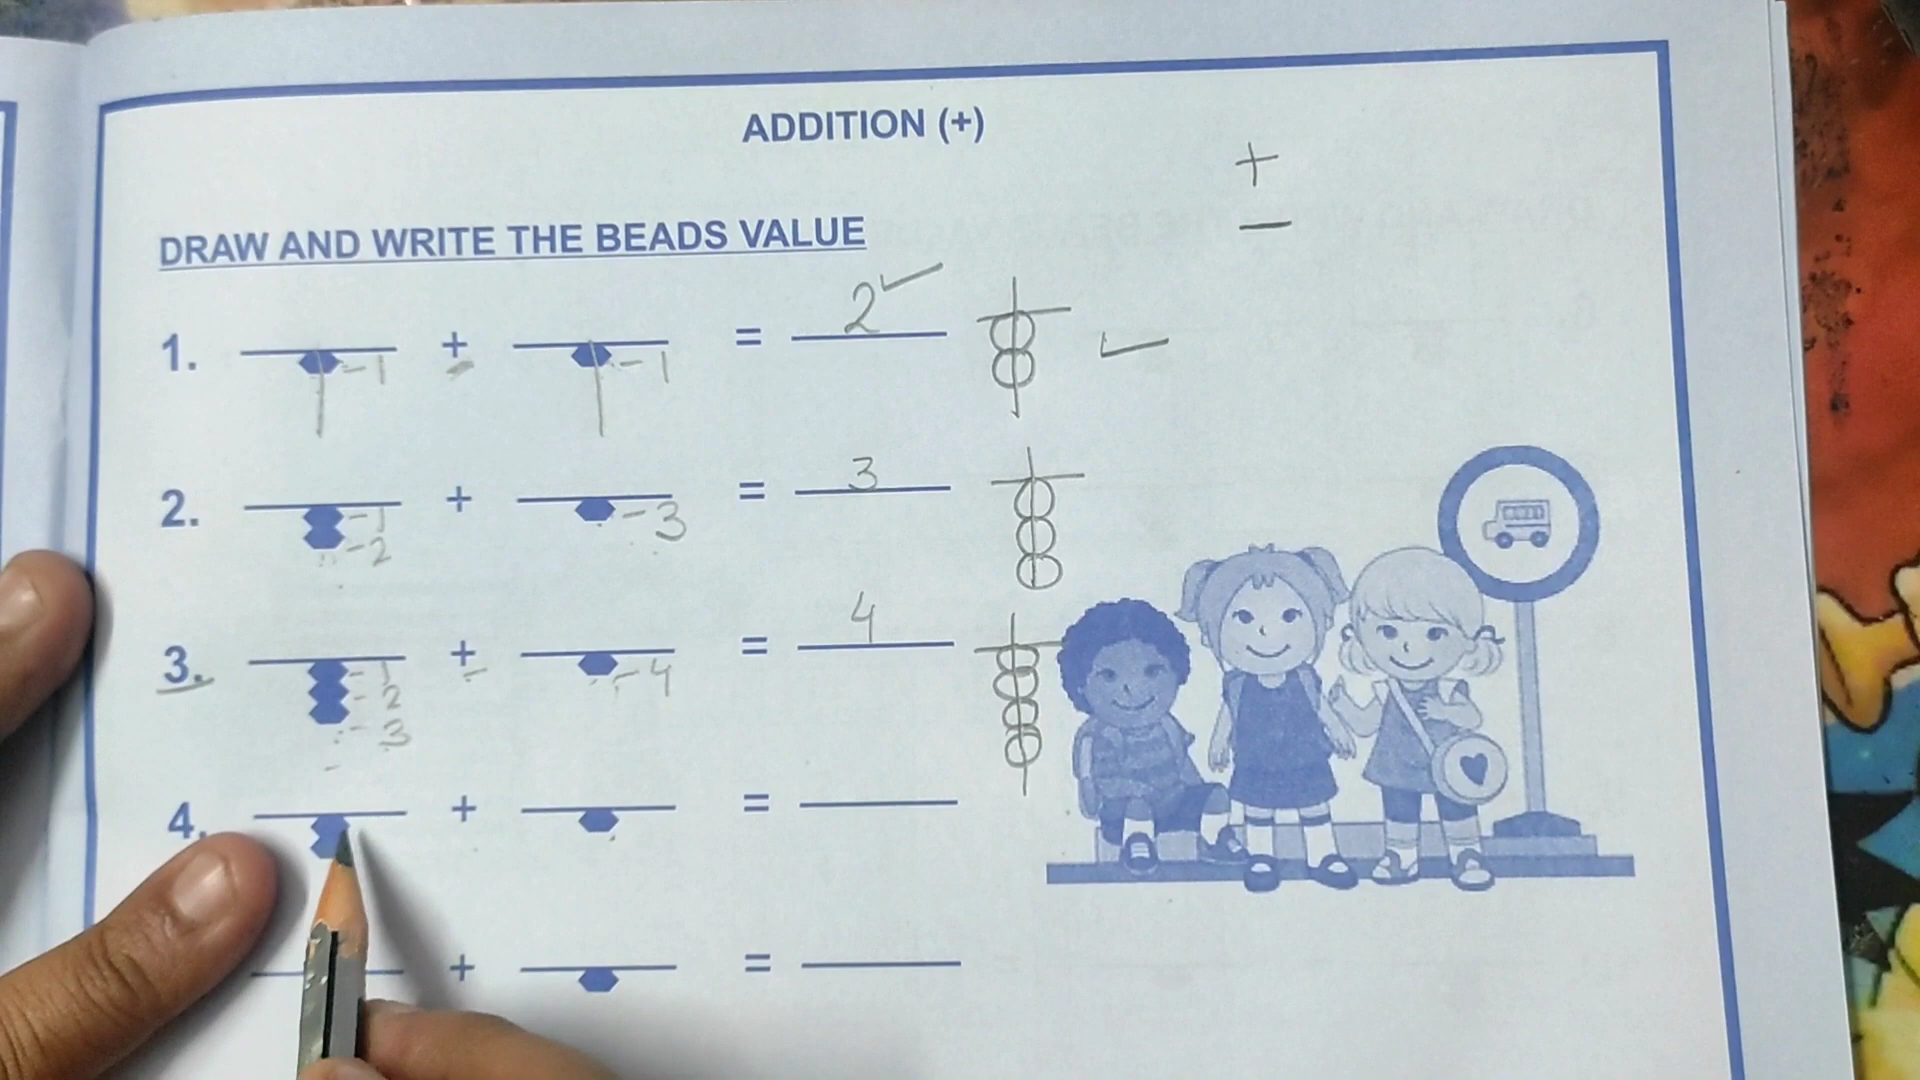 ADDITION (+)
+
−
DRAW AND WRITE THE BEADS VALUE
1. -1 + -1 = 2
2. -1 -2 + -3 = 3
3. -1 -2 -3 + -4 = 4
4. + =
+ =